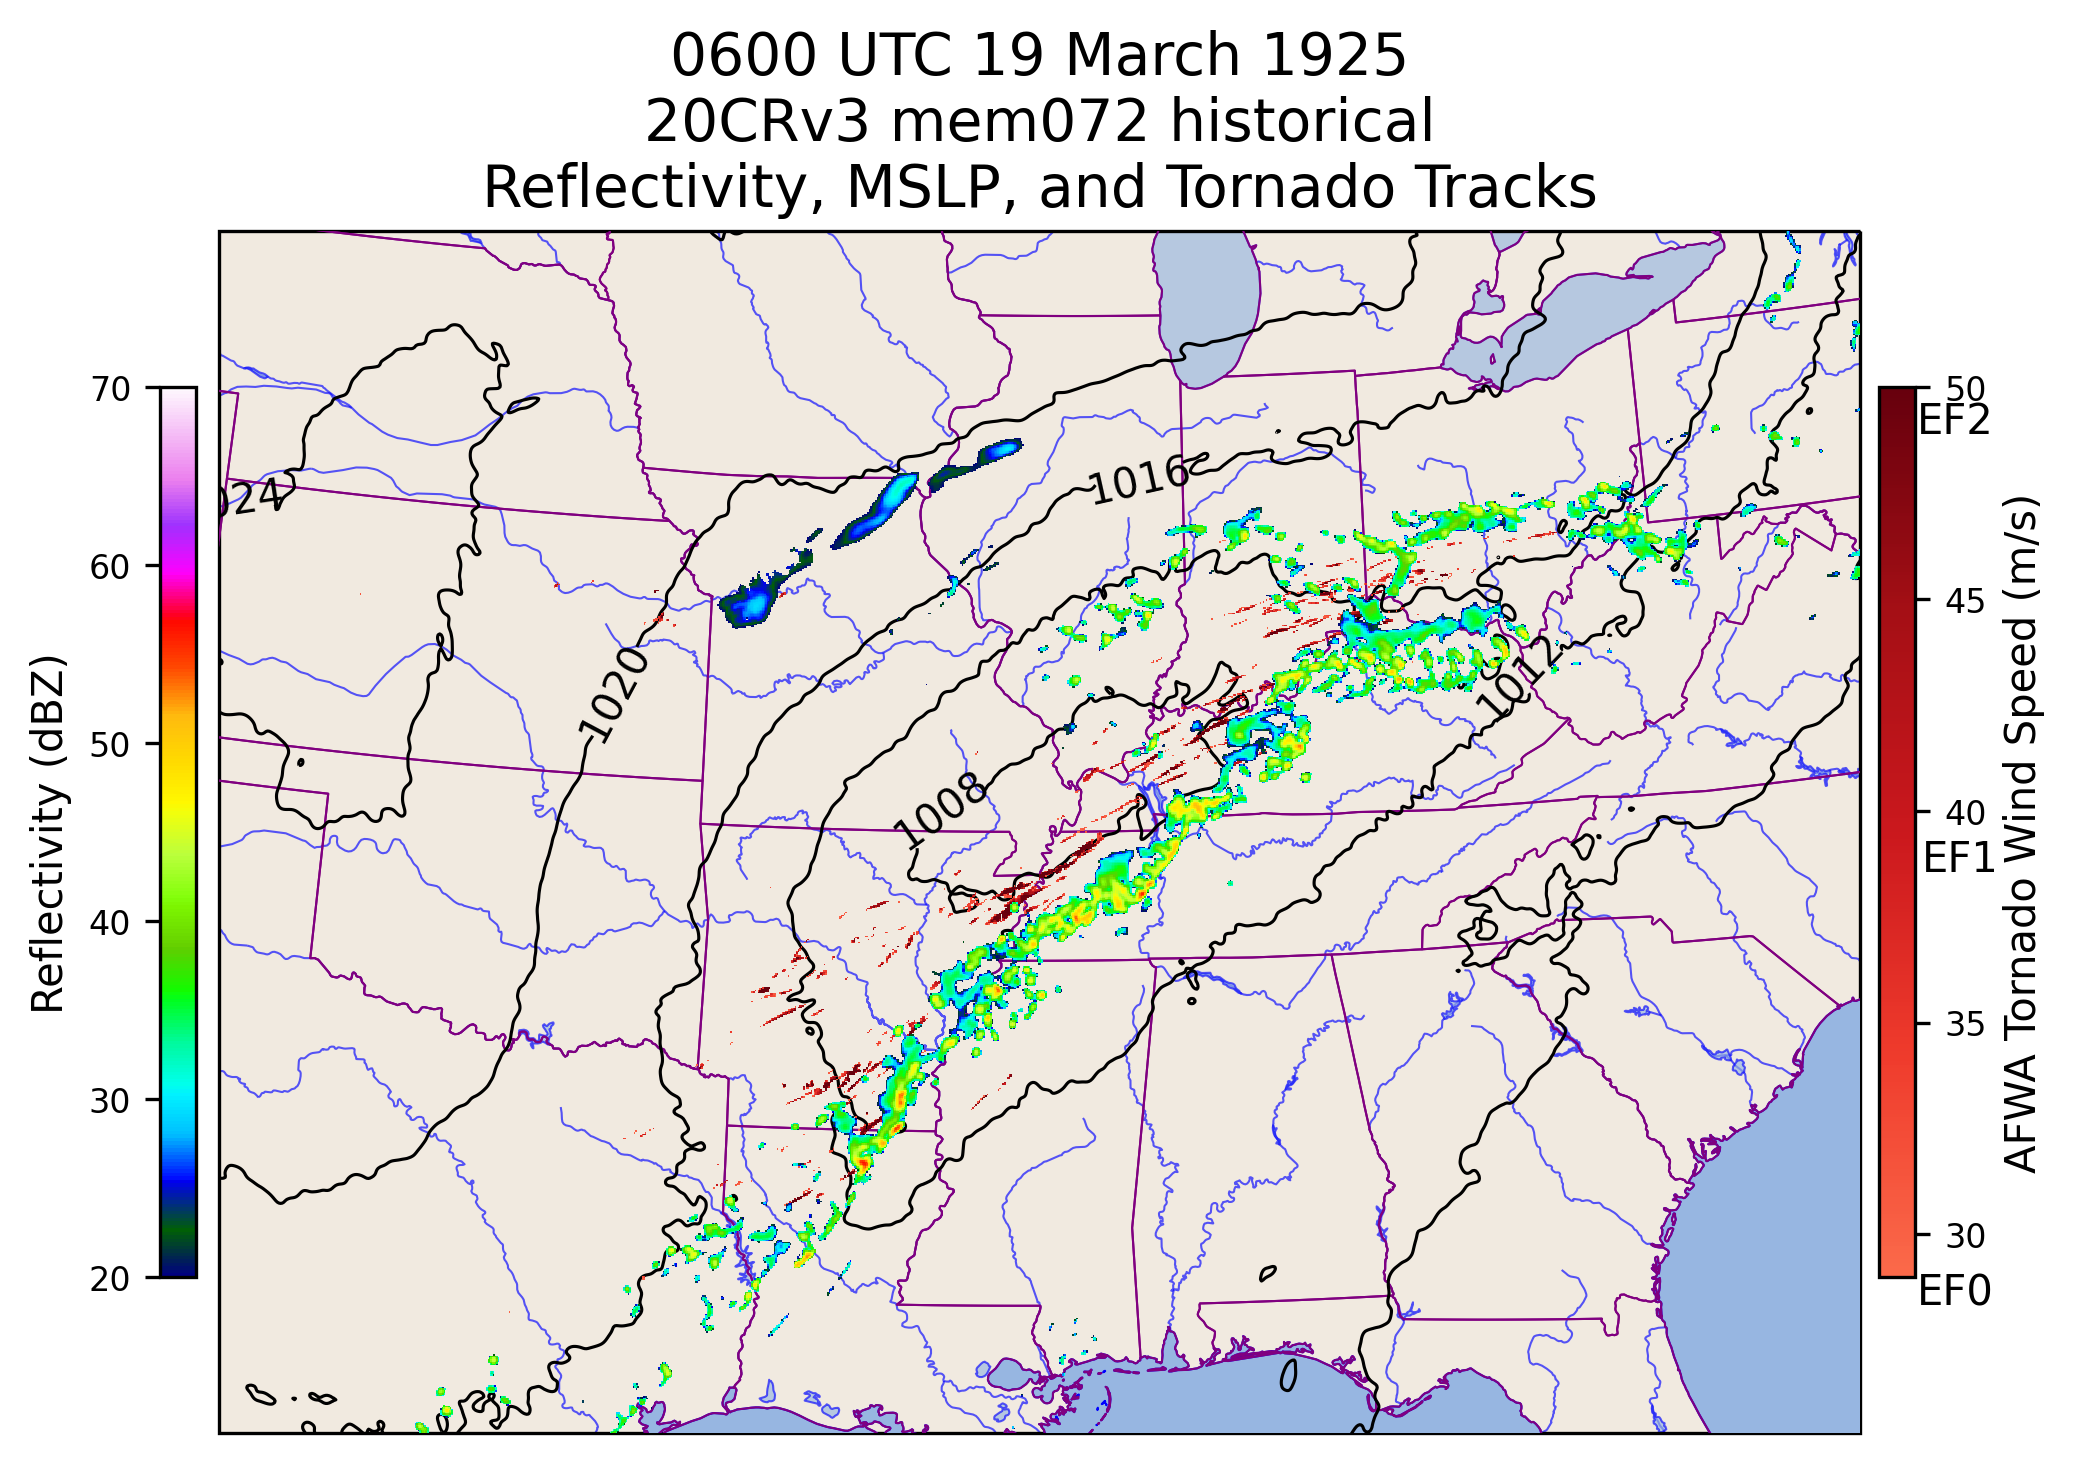 0600 UTC 19 March 1925
20CRv3 mem072 historical
Reflectivity, MSLP, and Tornado Tracks
Reflectivity (dBZ)
70
60
50
40
30
20
024
1016
1020
1012
1008
50
EF2
45
40
EF1
35
30
EF0
AFWA Tornado Wind Speed (m/s)